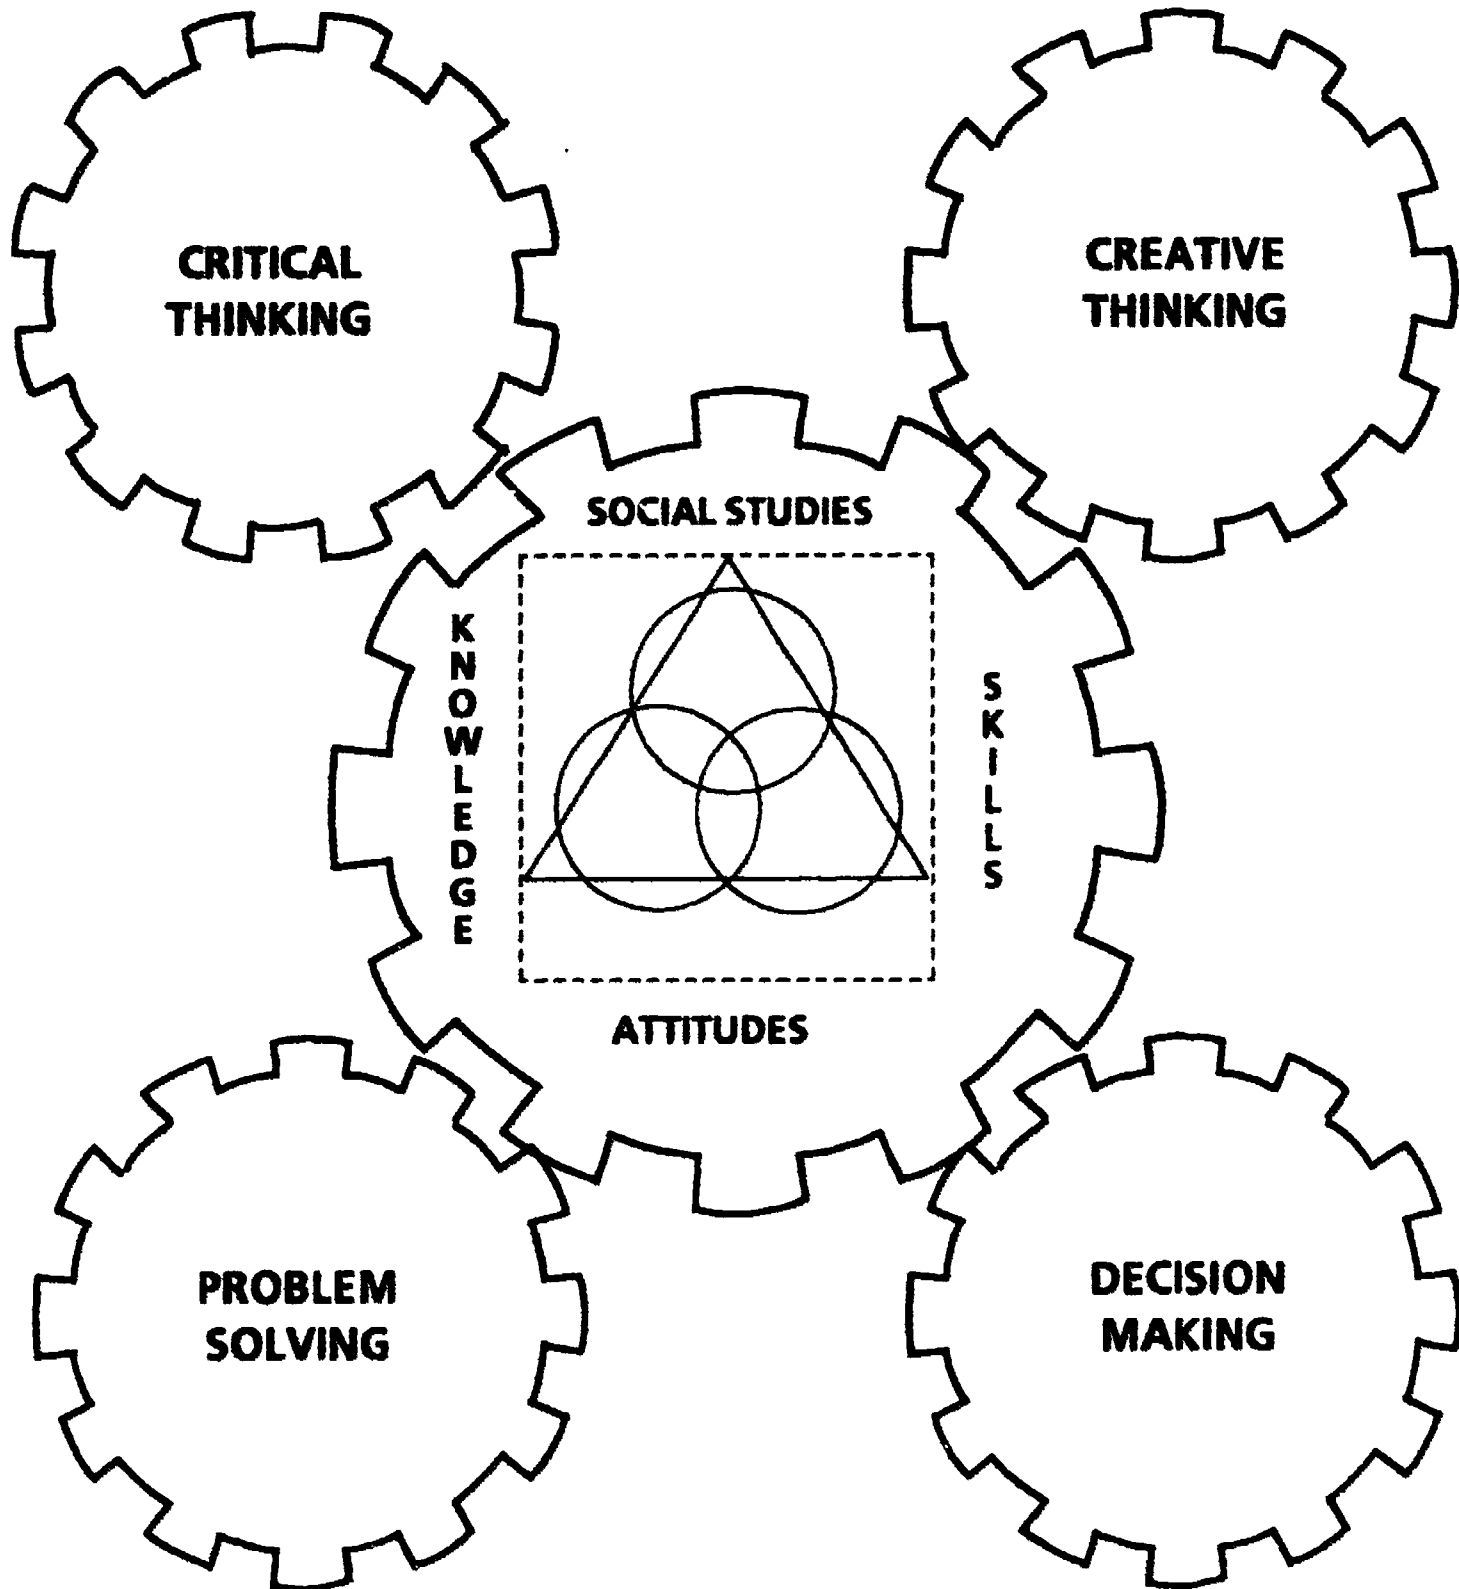 CRITICAL
THINKING
CREATIVE
THINKING
SOCIAL STUDIES
KNOWLEDGE
SKILLS
ATTITUDES
PROBLEM
SOLVING
DECISION
MAKING